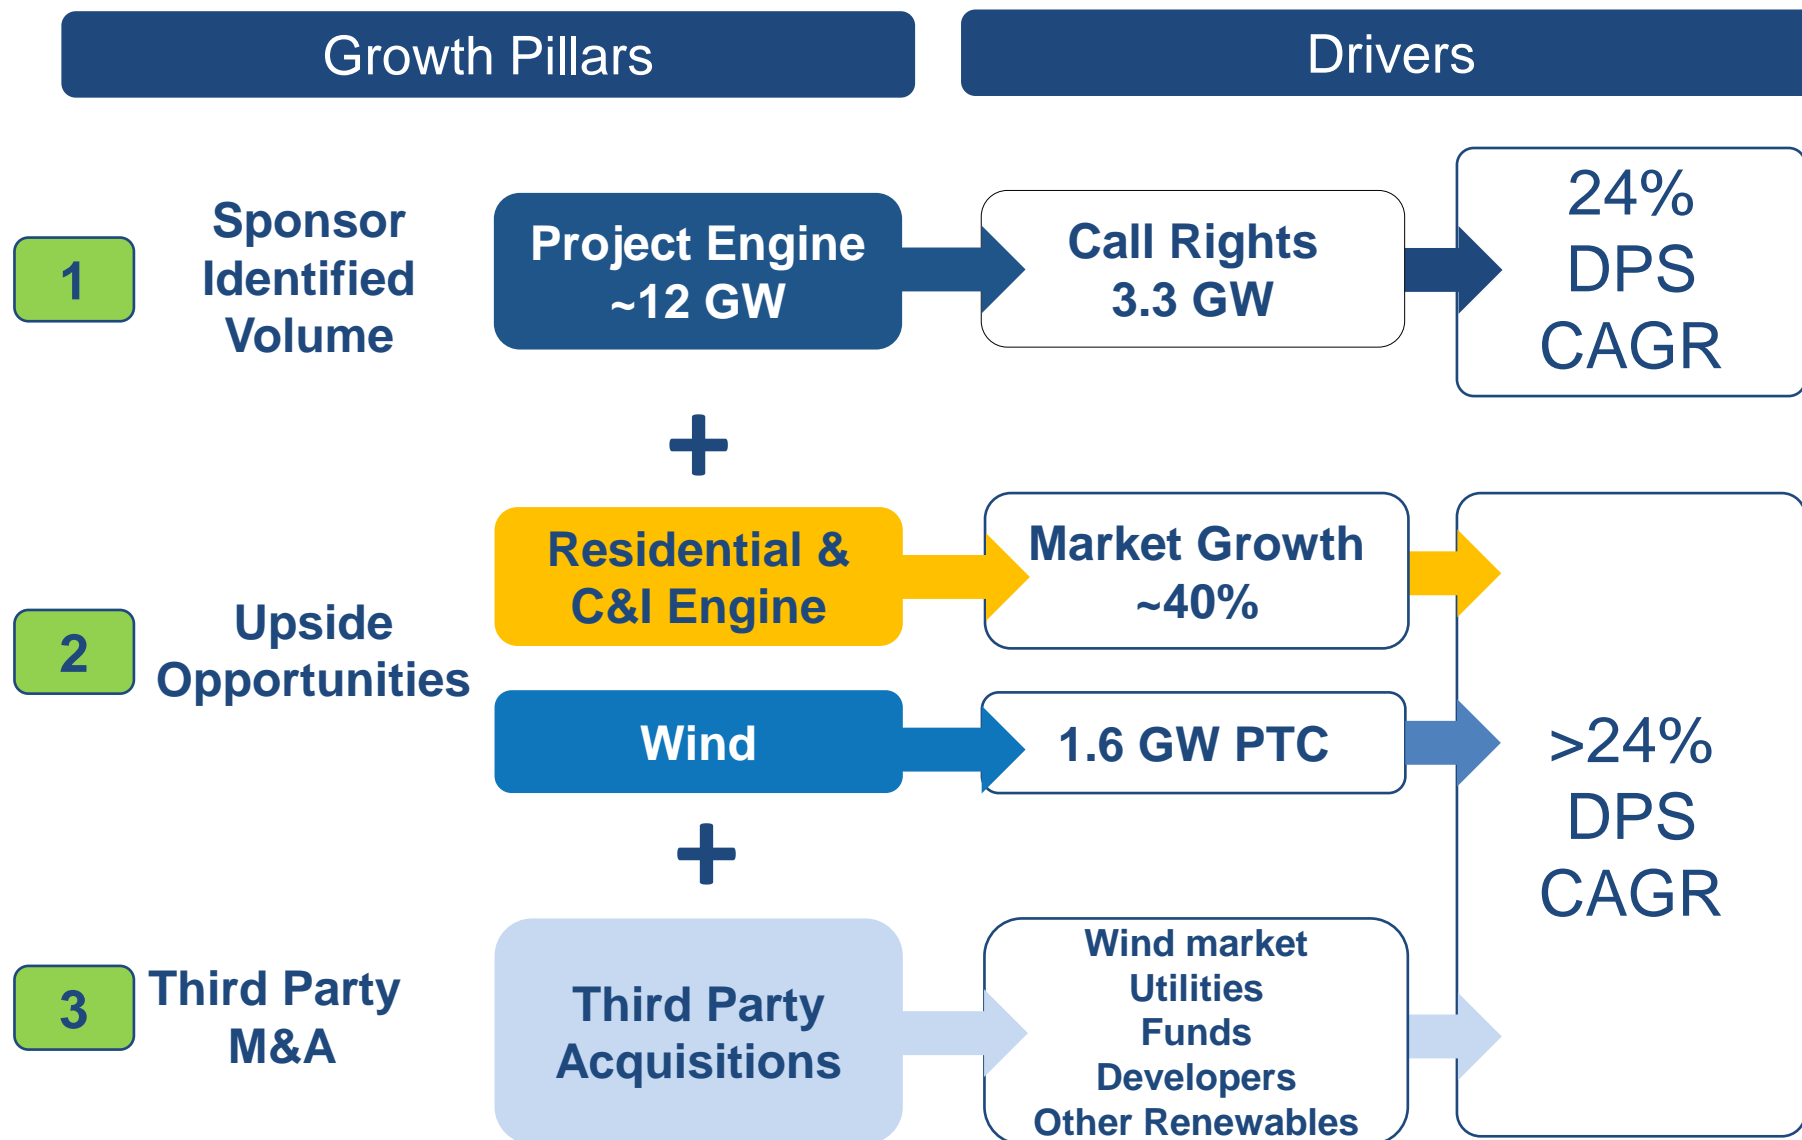 Growth Pillars
Drivers
1
Sponsor
Identified
Volume
Project Engine
~12 GW
Call Rights
3.3 GW
24%
DPS
CAGR
+
2
Upside
Opportunities
Residential &
C&I Engine
Market Growth
~40%
Wind
1.6 GW PTC
>24%
DPS
CAGR
+
3
Third Party
M&A
Third Party
Acquisitions
Wind market
Utilities
Funds
Developers
Other Renewables